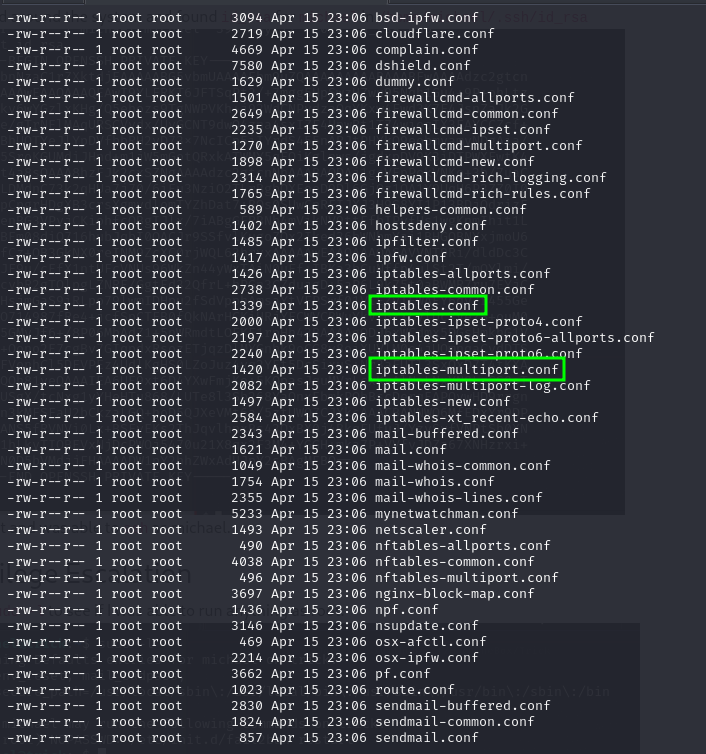 -rw-r--r-- 1 root root 3094 Apr 15 23:06 bsd-ipfw.conf
-rw-r--r-- 1 root root 2719 Apr 15 23:06 cloudflare.conf
-rw-r--r-- 1 root root 4669 Apr 15 23:06 complain.conf
-rw-r--r-- 1 root root 7580 Apr 15 23:06 dshield.conf
-rw-r--r-- 1 root root 1629 Apr 15 23:06 dummy.conf
-rw-r--r-- 1 root root 1501 Apr 15 23:06 firewallcmd-allports.conf
-rw-r--r-- 1 root root 2649 Apr 15 23:06 firewallcmd-common.conf
-rw-r--r-- 1 root root 2235 Apr 15 23:06 firewallcmd-ipset.conf
-rw-r--r-- 1 root root 1270 Apr 15 23:06 firewallcmd-multiport.conf
-rw-r--r-- 1 root root 1898 Apr 15 23:06 firewallcmd-new.conf
-rw-r--r-- 1 root root 2314 Apr 15 23:06 firewallcmd-rich-logging.conf
-rw-r--r-- 1 root root 1765 Apr 15 23:06 firewallcmd-rich-rules.conf
-rw-r--r-- 1 root root 589 Apr 15 23:06 helpers-common.conf
-rw-r--r-- 1 root root 1402 Apr 15 23:06 hostsdeny.conf
-rw-r--r-- 1 root root 1485 Apr 15 23:06 ipfilter.conf
-rw-r--r-- 1 root root 1417 Apr 15 23:06 ipfw.conf
-rw-r--r-- 1 root root 1426 Apr 15 23:06 iptables-allports.conf
-rw-r--r-- 1 root root 2738 Apr 15 23:06 iptables-common.conf
-rw-r--r-- 1 root root 1339 Apr 15 23:06 iptables.conf
-rw-r--r-- 1 root root 2000 Apr 15 23:06 iptables-ipset-proto4.conf
-rw-r--r-- 1 root root 2197 Apr 15 23:06 iptables-ipset-proto6-allports.conf
-rw-r--r-- 1 root root 2240 Apr 15 23:06 iptables-ipset-proto6.conf
-rw-r--r-- 1 root root 1420 Apr 15 23:06 iptables-multiport.conf
-rw-r--r-- 1 root root 2082 Apr 15 23:06 iptables-multiport-log.conf
-rw-r--r-- 1 root root 1497 Apr 15 23:06 iptables-new.conf
-rw-r--r-- 1 root root 2584 Apr 15 23:06 iptables-xt_recent-echo.conf
-rw-r--r-- 1 root root 2343 Apr 15 23:06 mail-buffered.conf
-rw-r--r-- 1 root root 1621 Apr 15 23:06 mail.conf
-rw-r--r-- 1 root root 1049 Apr 15 23:06 mail-whois-common.conf
-rw-r--r-- 1 root root 1754 Apr 15 23:06 mail-whois.conf
-rw-r--r-- 1 root root 2355 Apr 15 23:06 mail-whois-lines.conf
-rw-r--r-- 1 root root 5233 Apr 15 23:06 mynetwatchman.conf
-rw-r--r-- 1 root root 1493 Apr 15 23:06 netscaler.conf
-rw-r--r-- 1 root root 490 Apr 15 23:06 nftables-allports.conf
-rw-r--r-- 1 root root 4038 Apr 15 23:06 nftables-common.conf
-rw-r--r-- 1 root root 496 Apr 15 23:06 nftables-multiport.conf
-rw-r--r-- 1 root root 3697 Apr 15 23:06 nginx-block-map.conf
-rw-r--r-- 1 root root 1436 Apr 15 23:06 npf.conf
-rw-r--r-- 1 root root 3146 Apr 15 23:06 nsupdate.conf
-rw-r--r-- 1 root root 469 Apr 15 23:06 osx-afctl.conf
-rw-r--r-- 1 root root 2214 Apr 15 23:06 osx-ipfw.conf
-rw-r--r-- 1 root root 3662 Apr 15 23:06 pf.conf
-rw-r--r-- 1 root root 1023 Apr 15 23:06 route.conf
-rw-r--r-- 1 root root 2830 Apr 15 23:06 sendmail-buffered.conf
-rw-r--r-- 1 root root 1824 Apr 15 23:06 sendmail-common.conf
-rw-r--r-- 1 root root 857 Apr 15 23:06 sendmail.conf